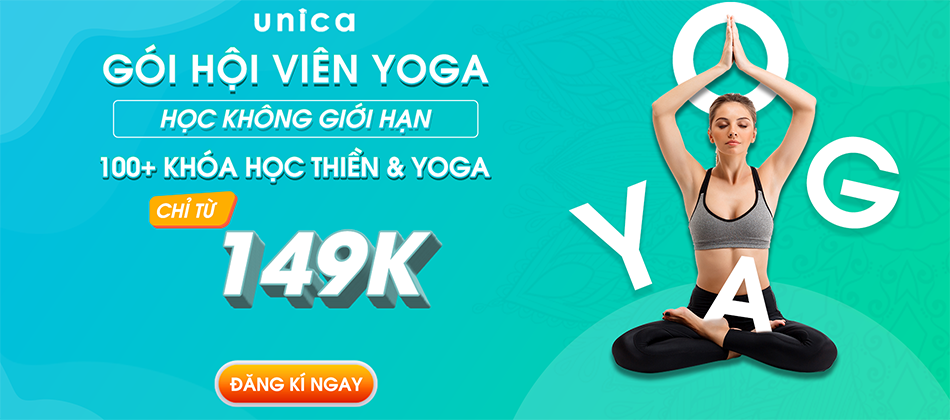 unica
GÓI HỘI VIÊN YOGA
HỌC KHÔNG GIỚI HẠN
100+ KHÓA HỌC THIỀN & YOGA
CHỈ TỪ
149K
ĐĂNG KÍ NGAY
YOGA